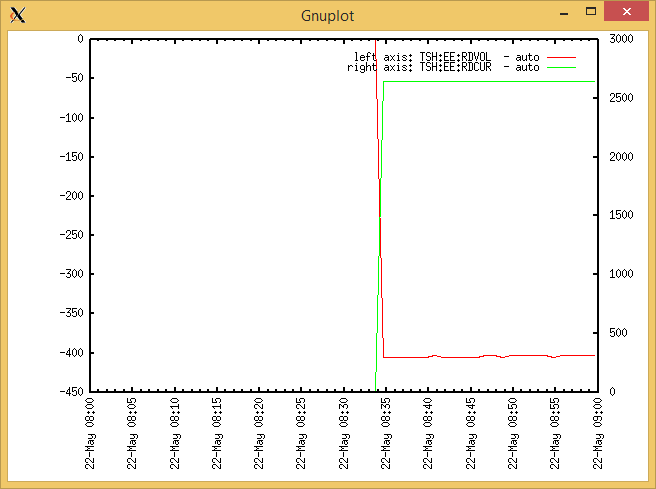 Gnuplot
left axis: TSH:EE:RDVOL - auto
right axis: TSH:EE:RDCUR - auto
0
-50
-100
-150
-200
-250
-300
-350
-400
-450
3000
2500
2000
1500
1000
500
0
22-May 08:00
22-May 08:05
22-May 08:10
22-May 08:15
22-May 08:20
22-May 08:25
22-May 08:30
22-May 08:35
22-May 08:40
22-May 08:45
22-May 08:50
22-May 08:55
22-May 09:00